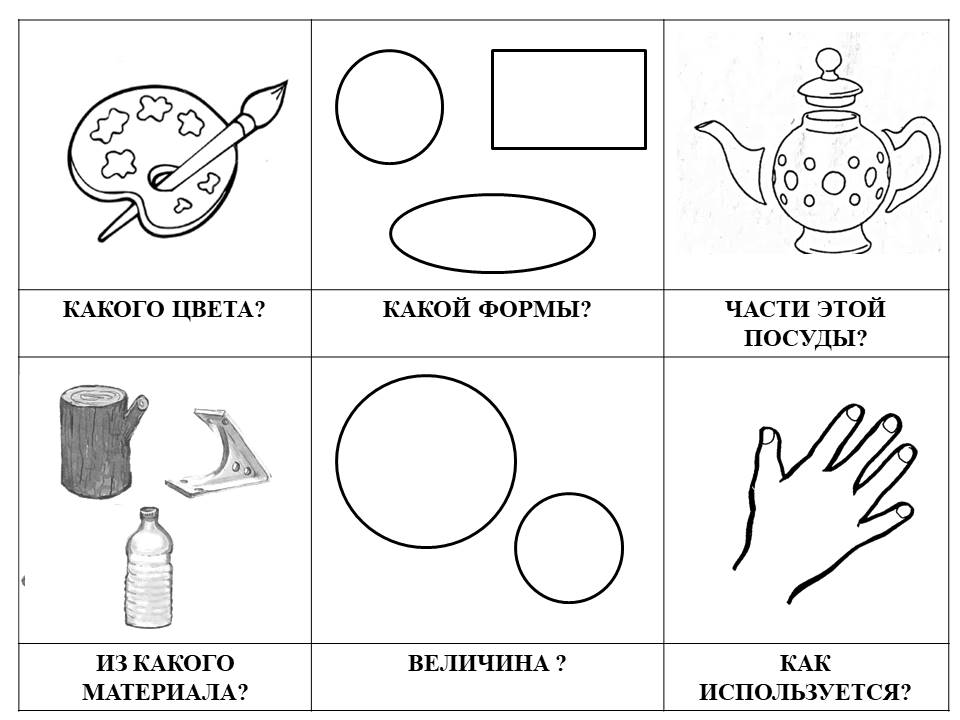 КАКОГО ЦВЕТА?
КАКОЙ ФОРМЫ?
ЧАСТИ ЭТОЙ
ПОСУДЫ?
ИЗ КАКОГО
МАТЕРИАЛА?
ВЕЛИЧИНА ?
КАК
ИСПОЛЬЗУЕТСЯ?